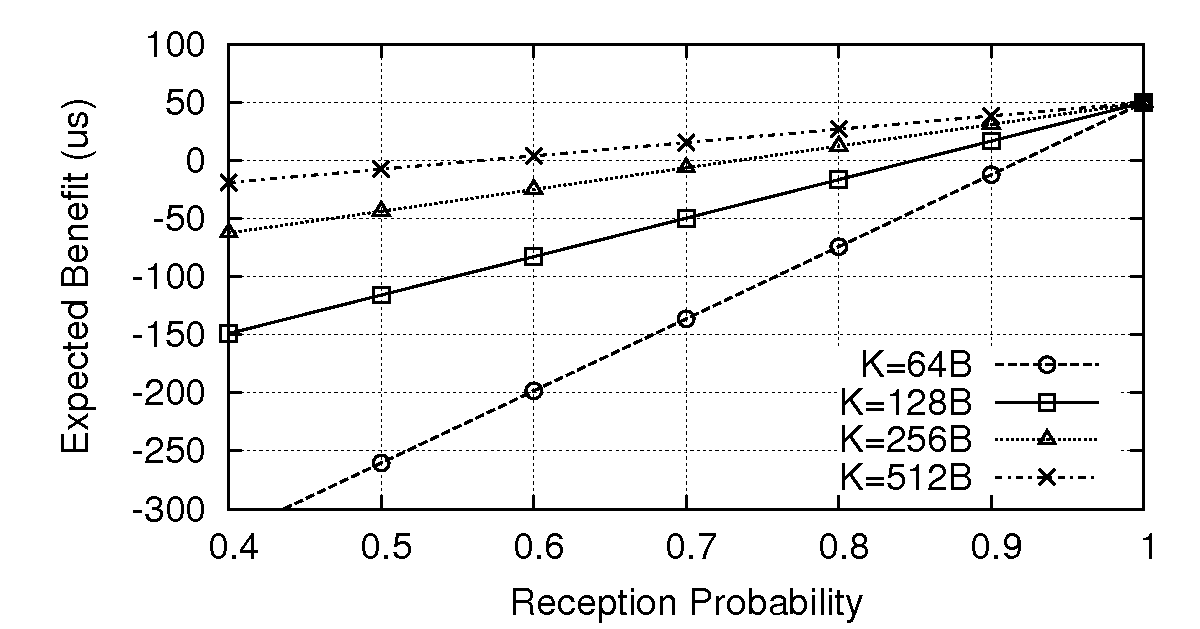 Expected Benefit (us)
100
50
0
-50
-100
-150
-200
-250
-300
K=64B
K=128B
K=256B
K=512B
0.4 0.5 0.6 0.7 0.8 0.9 1
Reception Probability